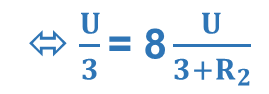 ⇔ U/3 = 8 U/(3+R₂)